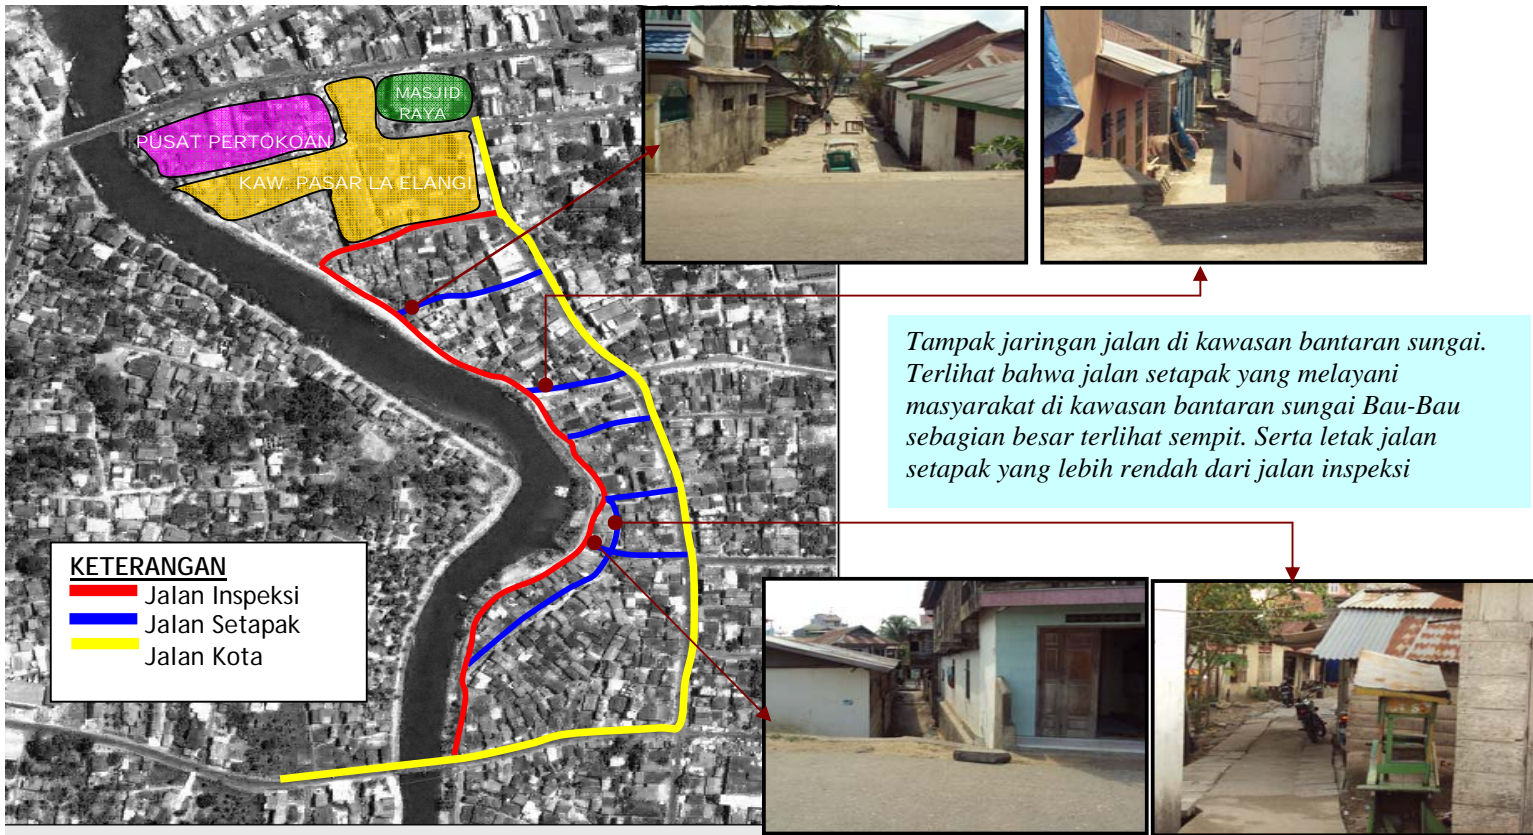 MASJID
RAYA
PUSAT PERTOKOAN
KAW. PASAR LA ELANGI
Tampak jaringan jalan di kawasan bantaran sungai.
Terlihat bahwa jalan setapak yang melayani
masyarakat di kawasan bantaran sungai Bau-Bau
sebagian besar terlihat sempit. Serta letak jalan
setapak yang lebih rendah dari jalan inspeksi
KETERANGAN
Jalan Inspeksi
Jalan Setapak
Jalan Kota